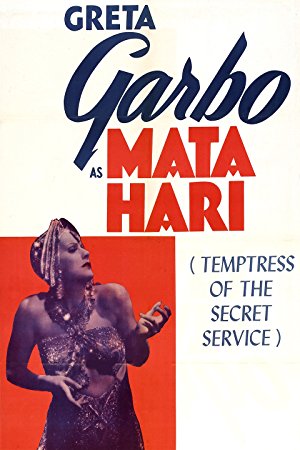 GRETA
Garbo
AS MATA
HARI
(TEMPTRESS
OF THE
SECRET
SERVICE)